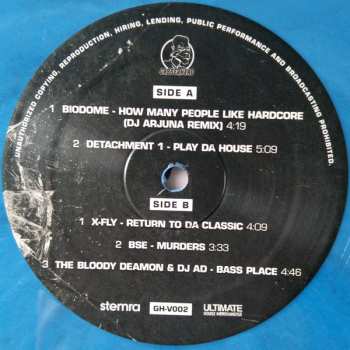 UNAUTHORIZED COPYING, REPRODUCTION, HIRING, LENDING, PUBLIC PERFORMANCE AND BROADCASTING PROHIBITED.
SIDE A
1 BIODOME - HOW MANY PEOPLE LIKE HARDCORE
(DJ ARJUNA REMIX) 4:19
2 DETACHMENT 1 - PLAY DA HOUSE 5:09
SIDE B
1 X-FLY - RETURN TO DA CLASSIC 4:09
2 BSE - MURDERS 3:33
3 THE BLOODY DEAMON & DJ AD - BASS PLACE 4:46
stemra GH-V002 ULTIMATE
HOUSE MERCHANDISE